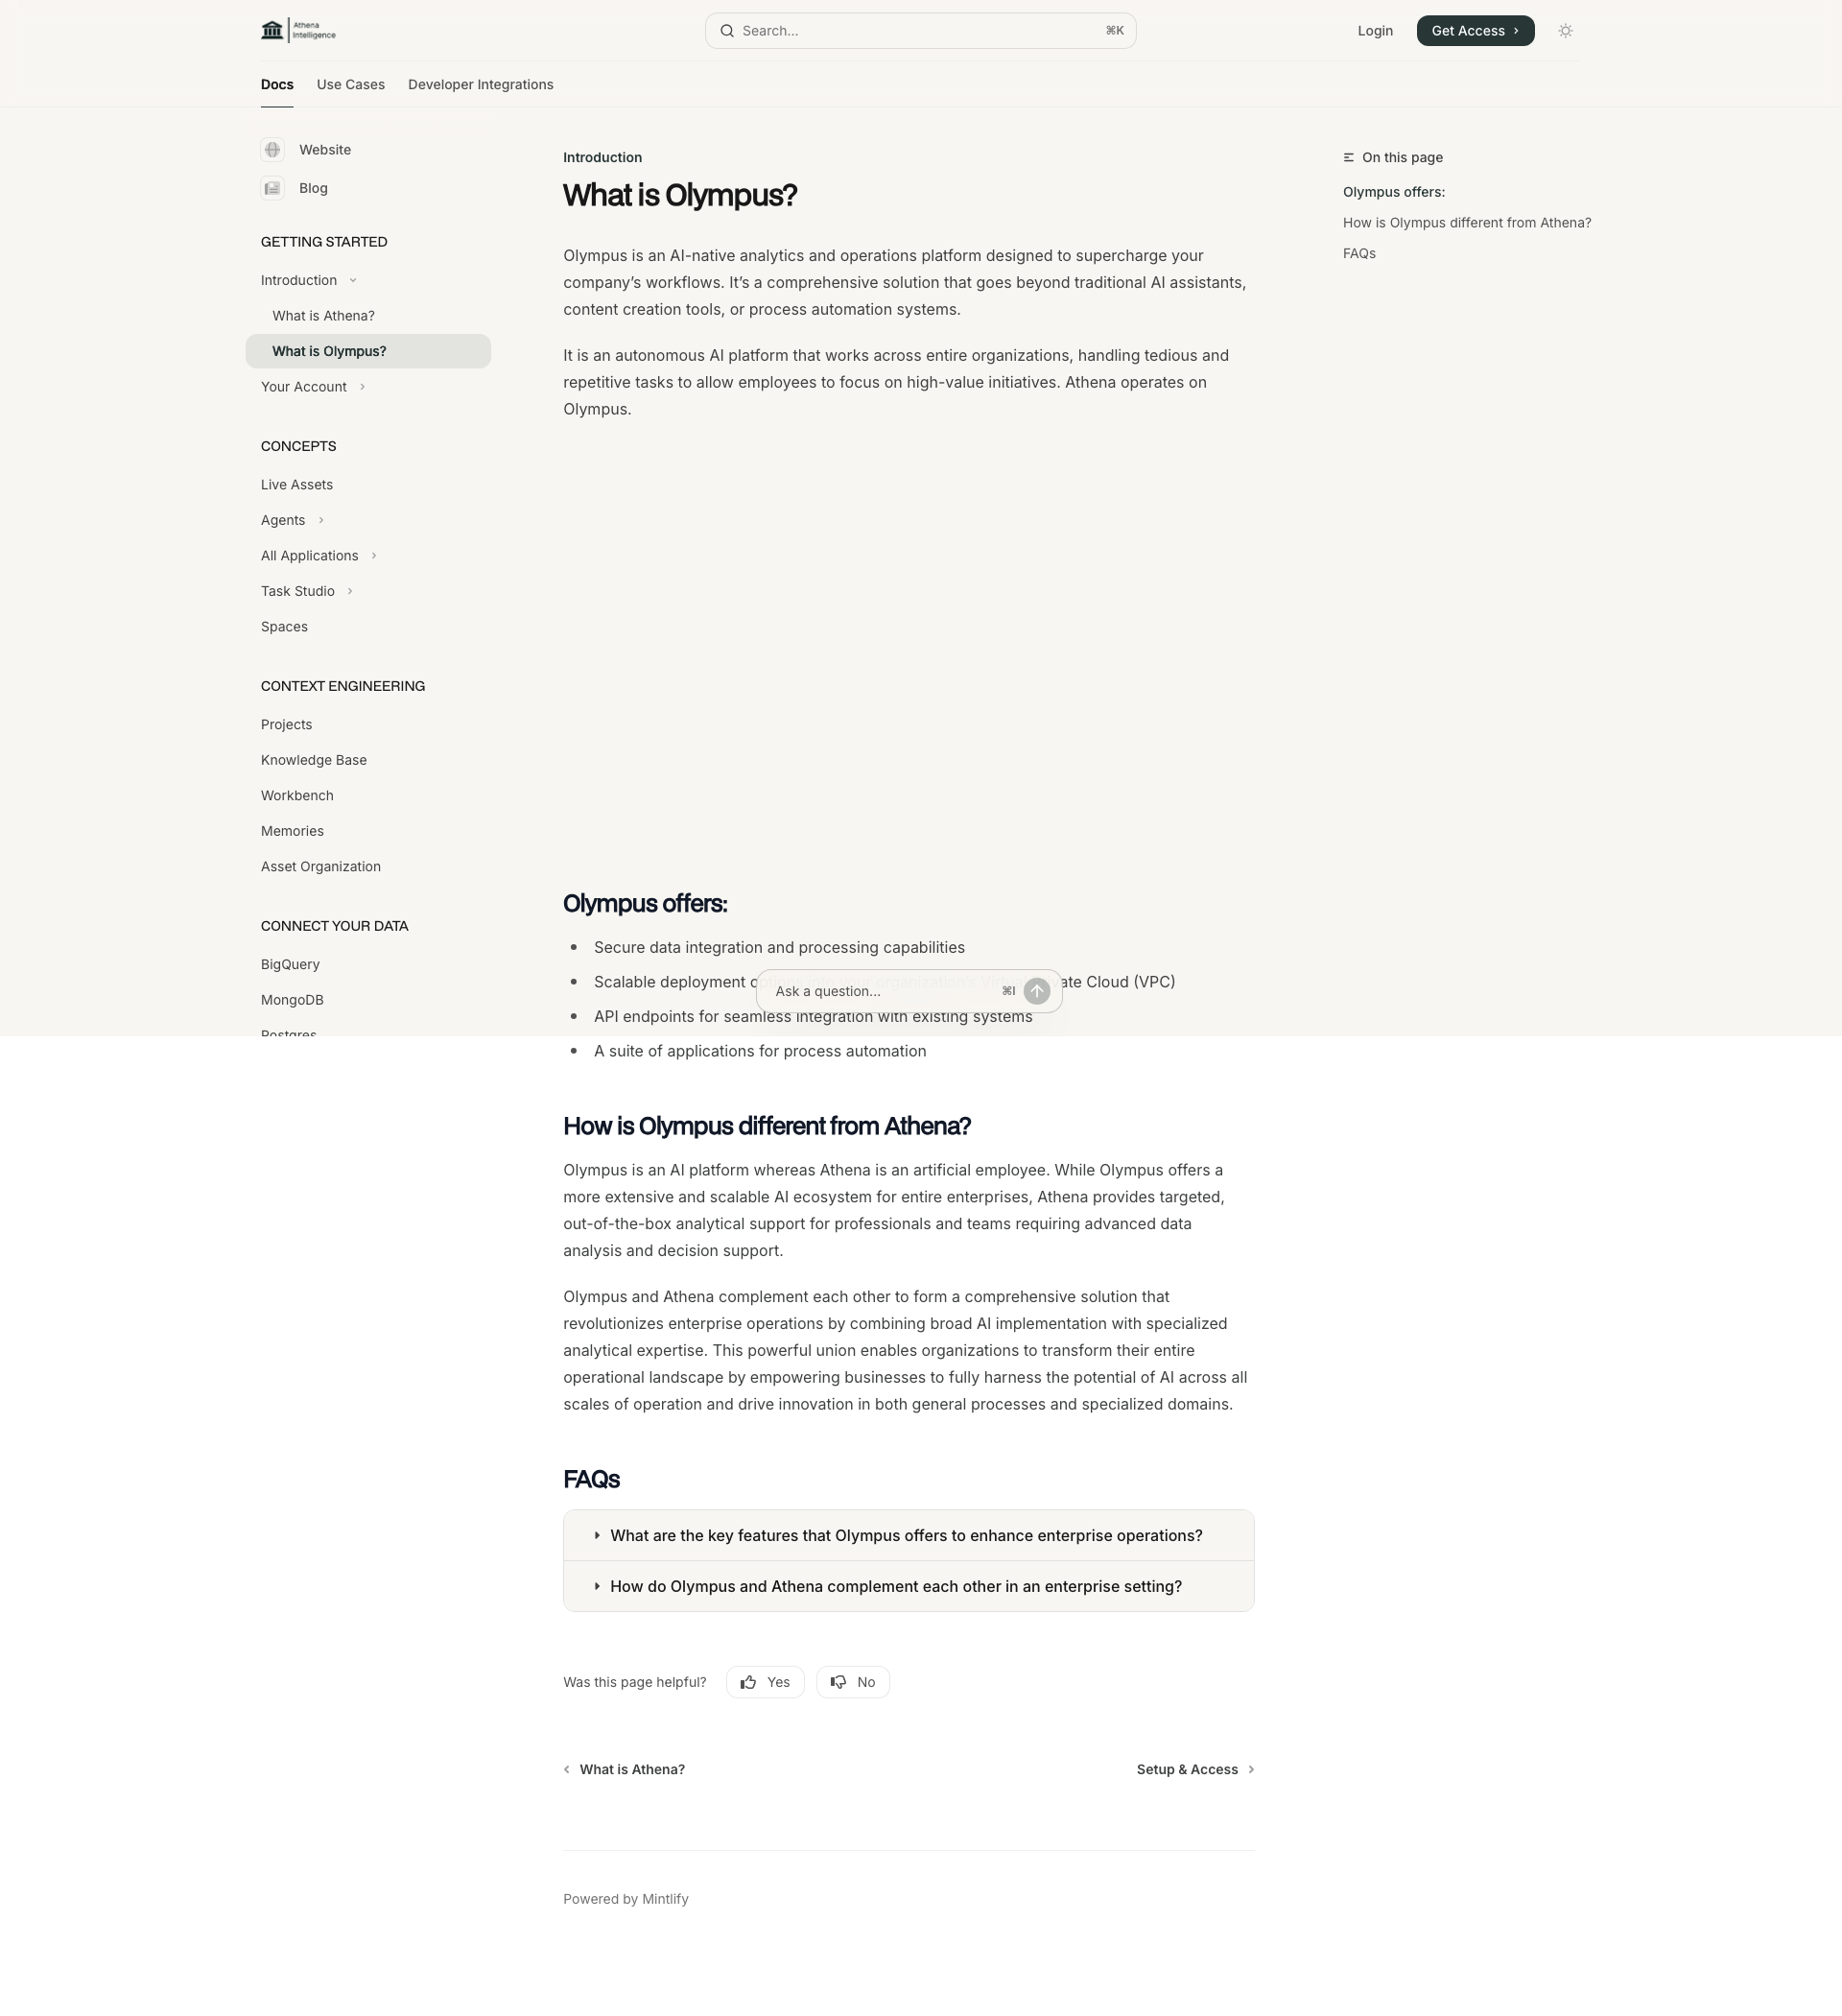 Athena
Intelligence
Search...
⌘K
Login
Get Access
Docs
Use Cases
Developer Integrations
Website
Blog
GETTING STARTED
Introduction
What is Athena?
What is Olympus?
Your Account
CONCEPTS
Live Assets
Agents
All Applications
Task Studio
Spaces
CONTEXT ENGINEERING
Projects
Knowledge Base
Workbench
Memories
Asset Organization
CONNECT YOUR DATA
BigQuery
MongoDB
Postgres
Introduction
What is Olympus?
Olympus is an AI-native analytics and operations platform designed to supercharge your
company’s workflows. It’s a comprehensive solution that goes beyond traditional AI assistants,
content creation tools, or process automation systems.
It is an autonomous AI platform that works across entire organizations, handling tedious and
repetitive tasks to allow employees to focus on high-value initiatives. Athena operates on
Olympus.
Olympus offers:
Secure data integration and processing capabilities
Scalable deployment organization's Cloud (VPC)
Ask a question...
⌘I
API endpoints for seamless integration with existing systems
A suite of applications for process automation
How is Olympus different from Athena?
Olympus is an AI platform whereas Athena is an artificial employee. While Olympus offers a
more extensive and scalable AI ecosystem for entire enterprises, Athena provides targeted,
out-of-the-box analytical support for professionals and teams requiring advanced data
analysis and decision support.
Olympus and Athena complement each other to form a comprehensive solution that
revolutionizes enterprise operations by combining broad AI implementation with specialized
analytical expertise. This powerful union enables organizations to transform their entire
operational landscape by empowering businesses to fully harness the potential of AI across all
scales of operation and drive innovation in both general processes and specialized domains.
FAQs
What are the key features that Olympus offers to enhance enterprise operations?
How do Olympus and Athena complement each other in an enterprise setting?
Was this page helpful?
Yes
No
What is Athena?
Setup & Access
Powered by Mintlify
On this page
Olympus offers:
How is Olympus different from Athena?
FAQs